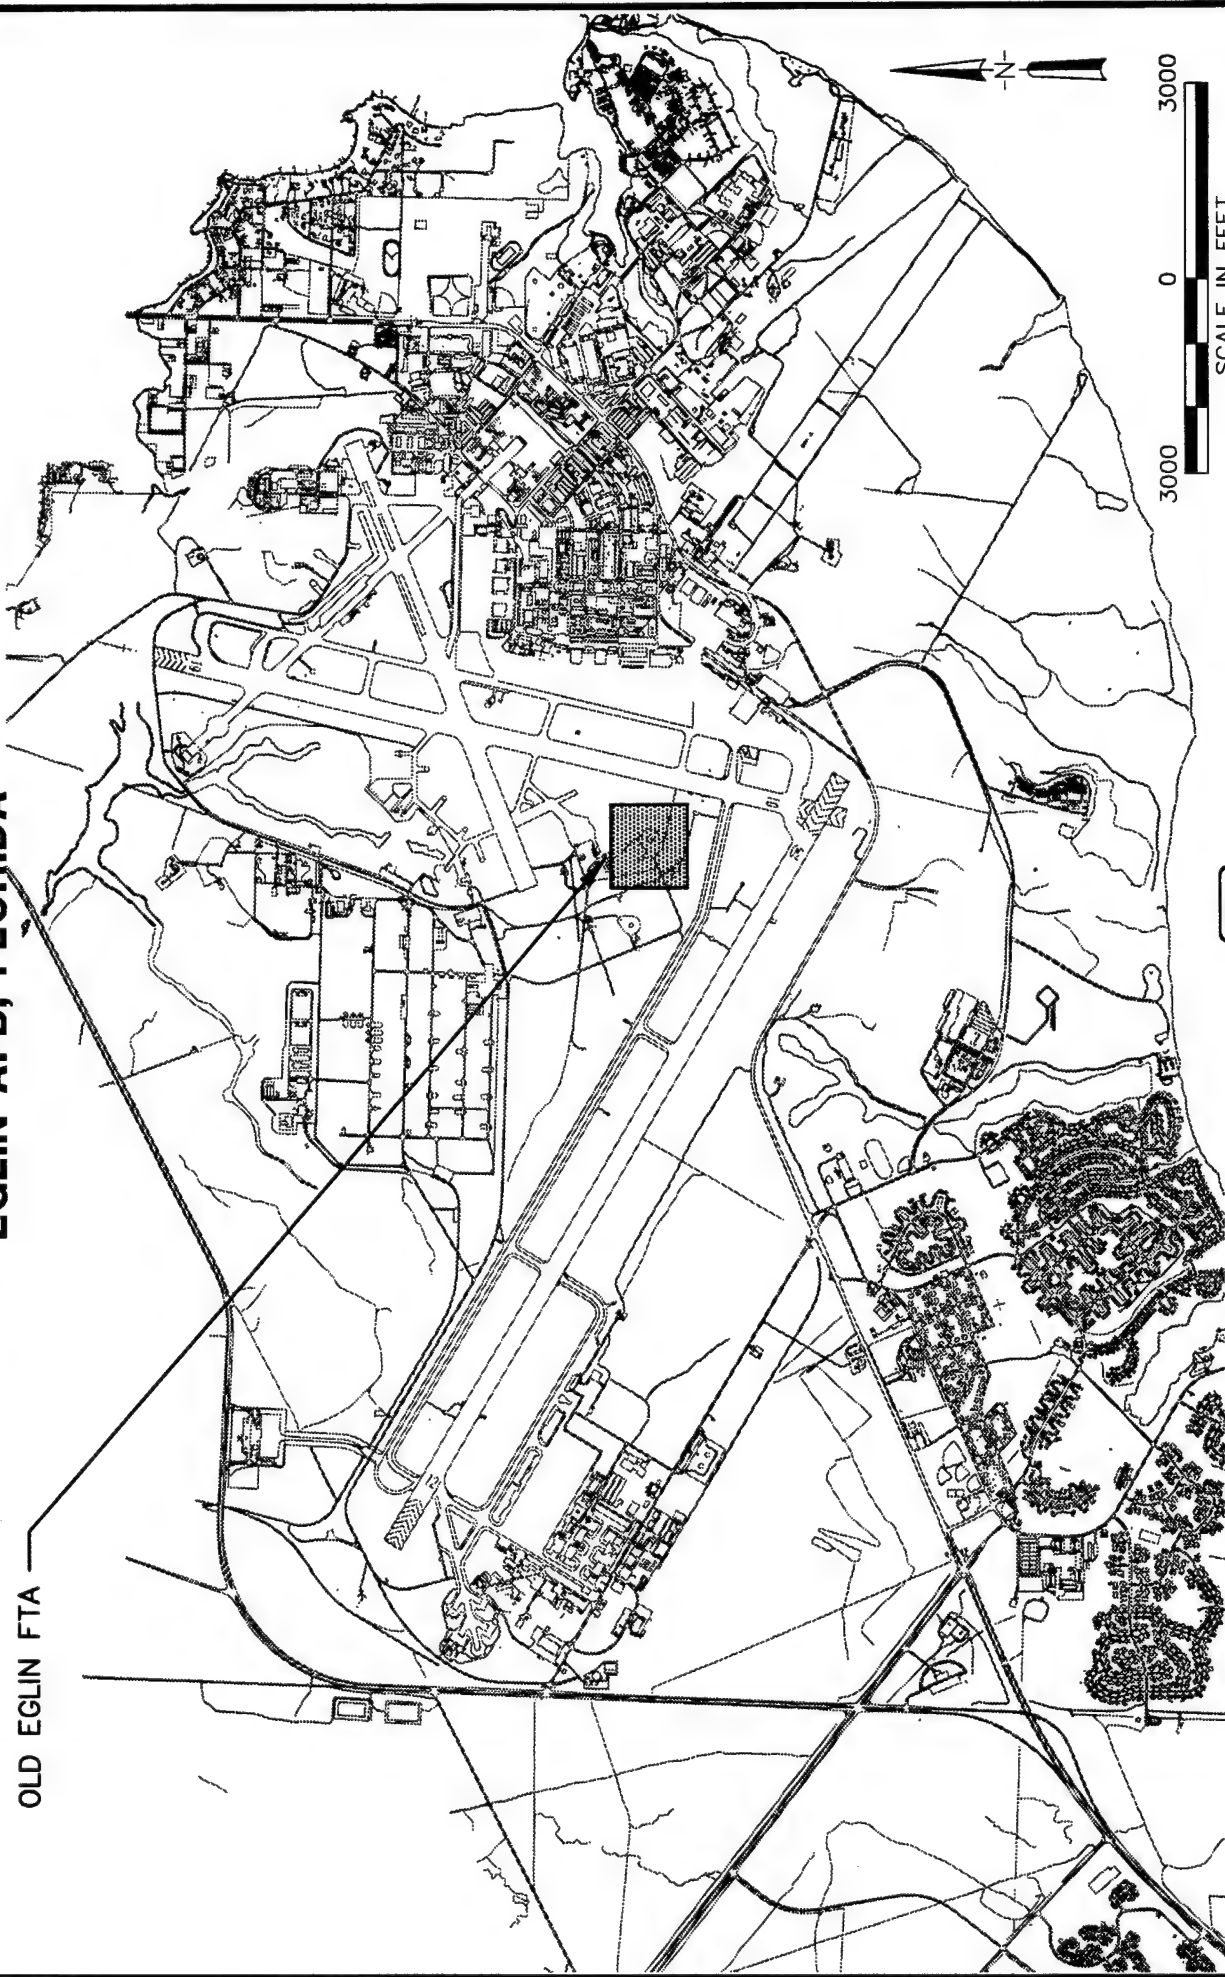 EGLIN AFB, FLORIDA
OLD EGLIN FTA
-N-
3000 0 3000
SCALE IN FEET